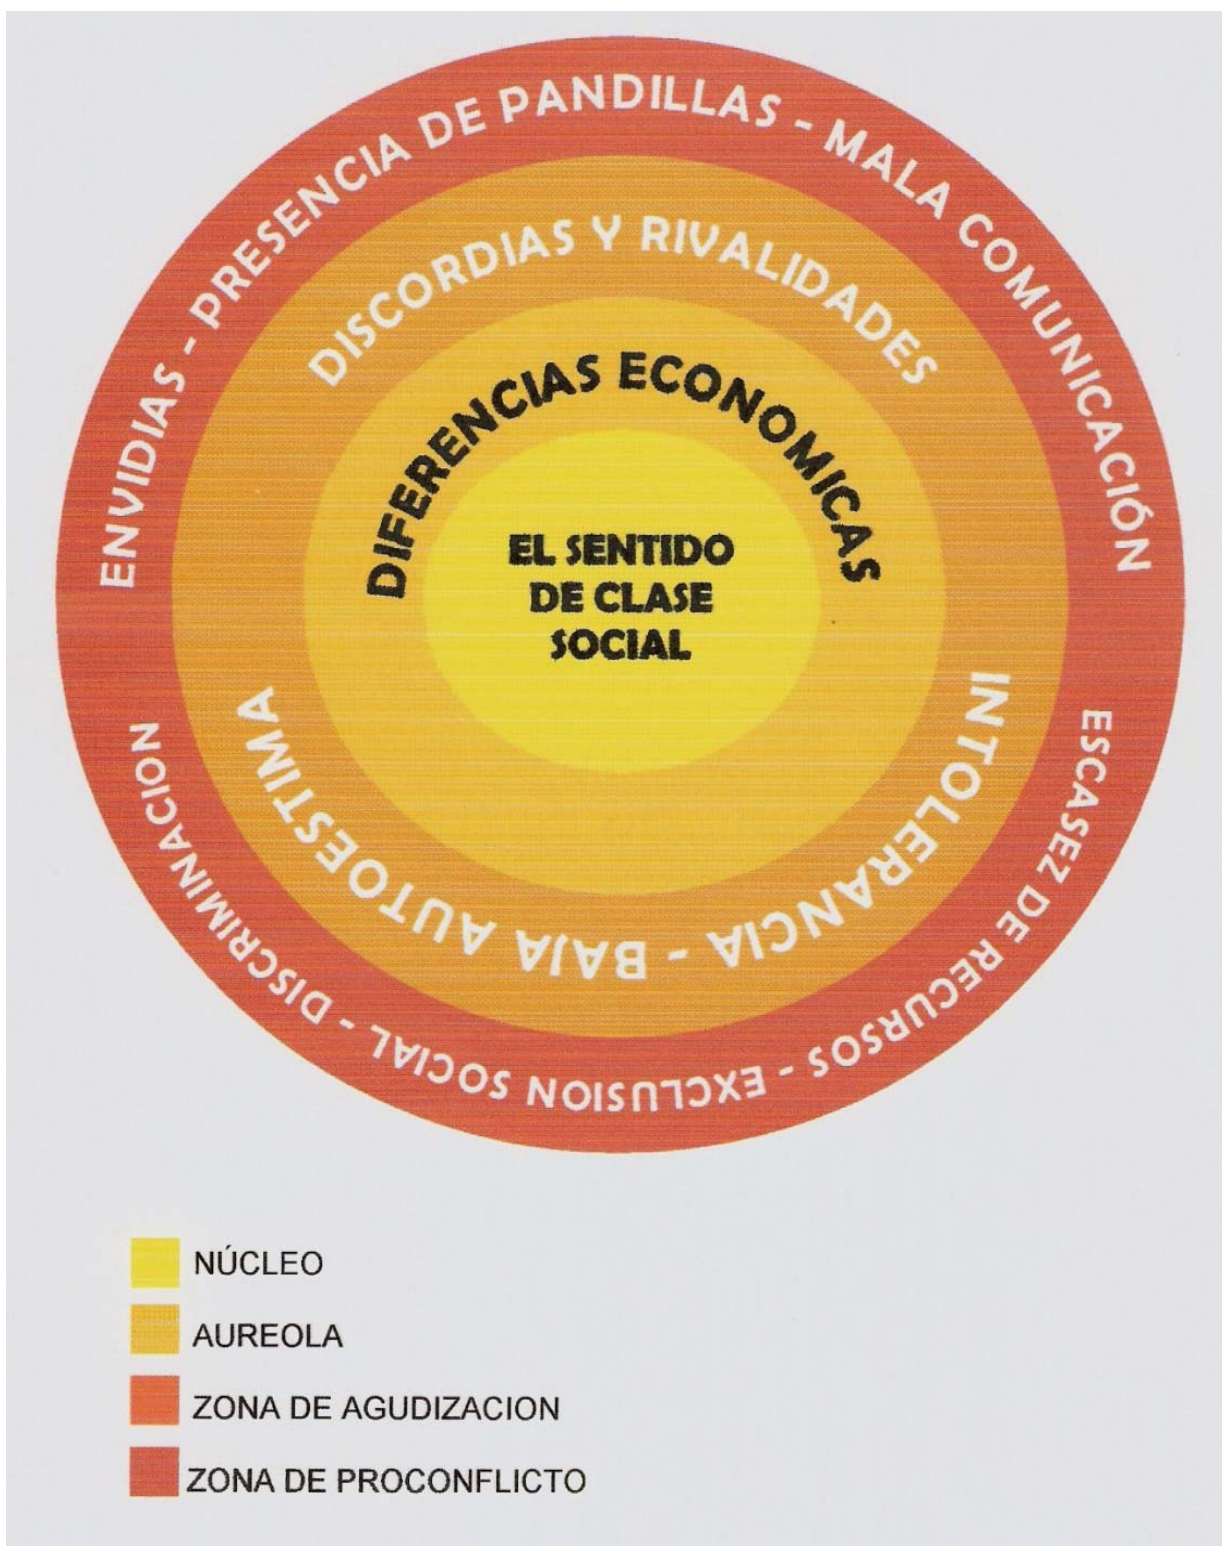 ENVIDIAS - PRESENCIA DE PANDILLAS - MALA COMUNICACIÓN
ESCASEZ DE RECURSOS - EXCLUSION SOCIAL - DISCRIMINACION
DISCORDIAS Y RIVALIDADES
INTOLERANCIA - BAJA AUTOESTIMA
DIFERENCIAS ECONOMICAS
EL SENTIDO
DE CLASE
SOCIAL
NÚCLEO
AUREOLA
ZONA DE AGUDIZACION
ZONA DE PROCONFLICTO